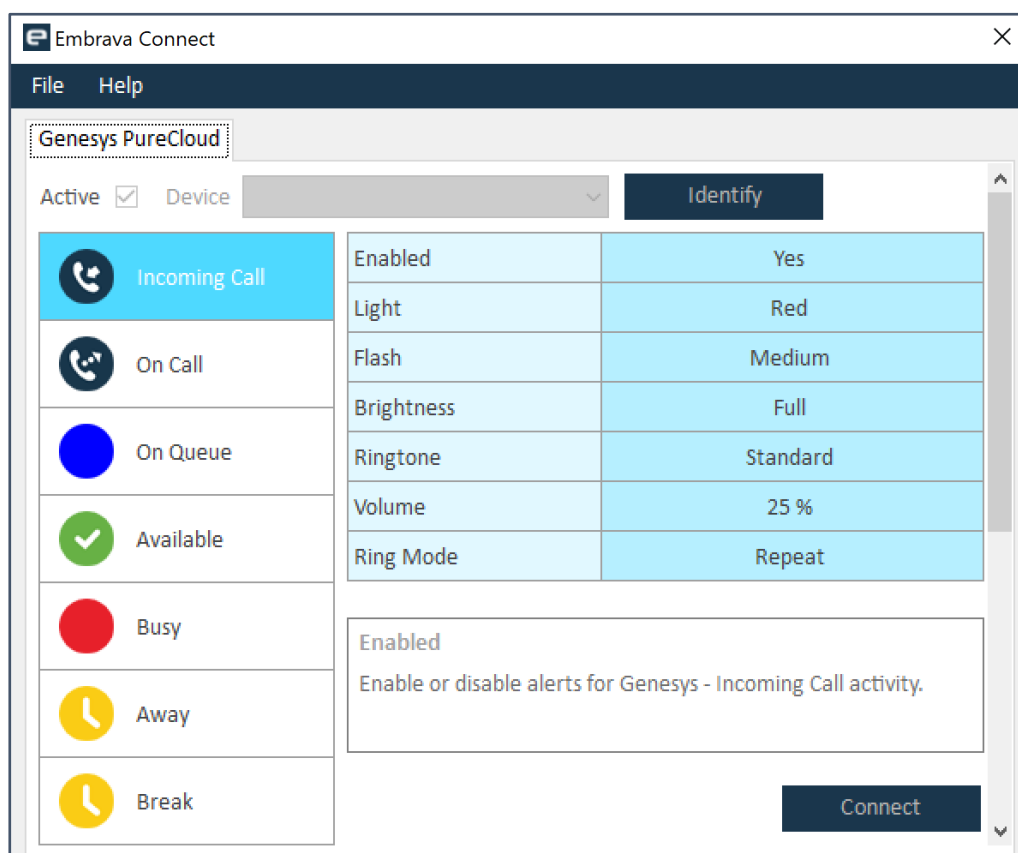 Embrava Connect
File Help
Genesys PureCloud
Active Device Identify
Incoming Call
On Call
On Queue
Available
Busy
Away
Break
Enabled Yes
Light Red
Flash Medium
Brightness Full
Ringtone Standard
Volume 25 %
Ring Mode Repeat
Enabled
Enable or disable alerts for Genesys - Incoming Call activity.
Connect